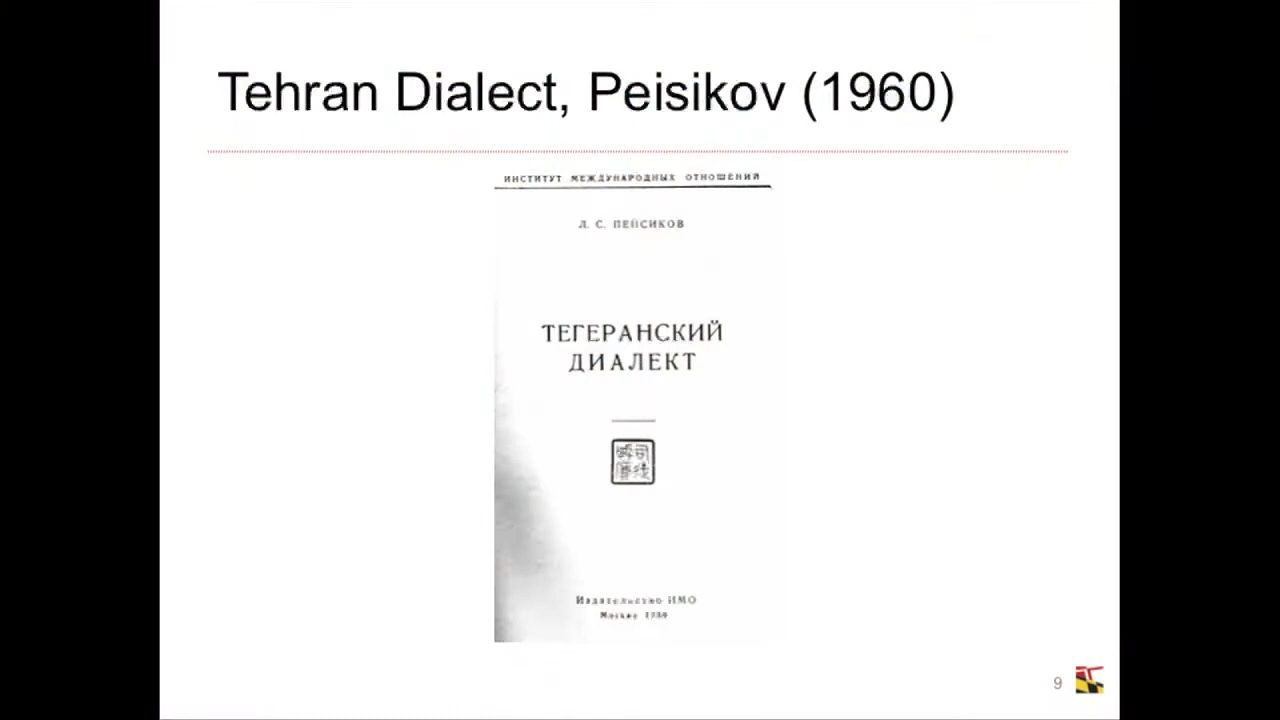 Tehran Dialect, Peisikov (1960)
ИНСТИТУТ МЕЖДУНАРОДНЫХ ОТНОШЕНИЙ
Л. С. ПЕЙСИКОВ
ТЕГЕРАНСКИЙ
ДИАЛЕКТ
Издательство ИМО
Москва
9